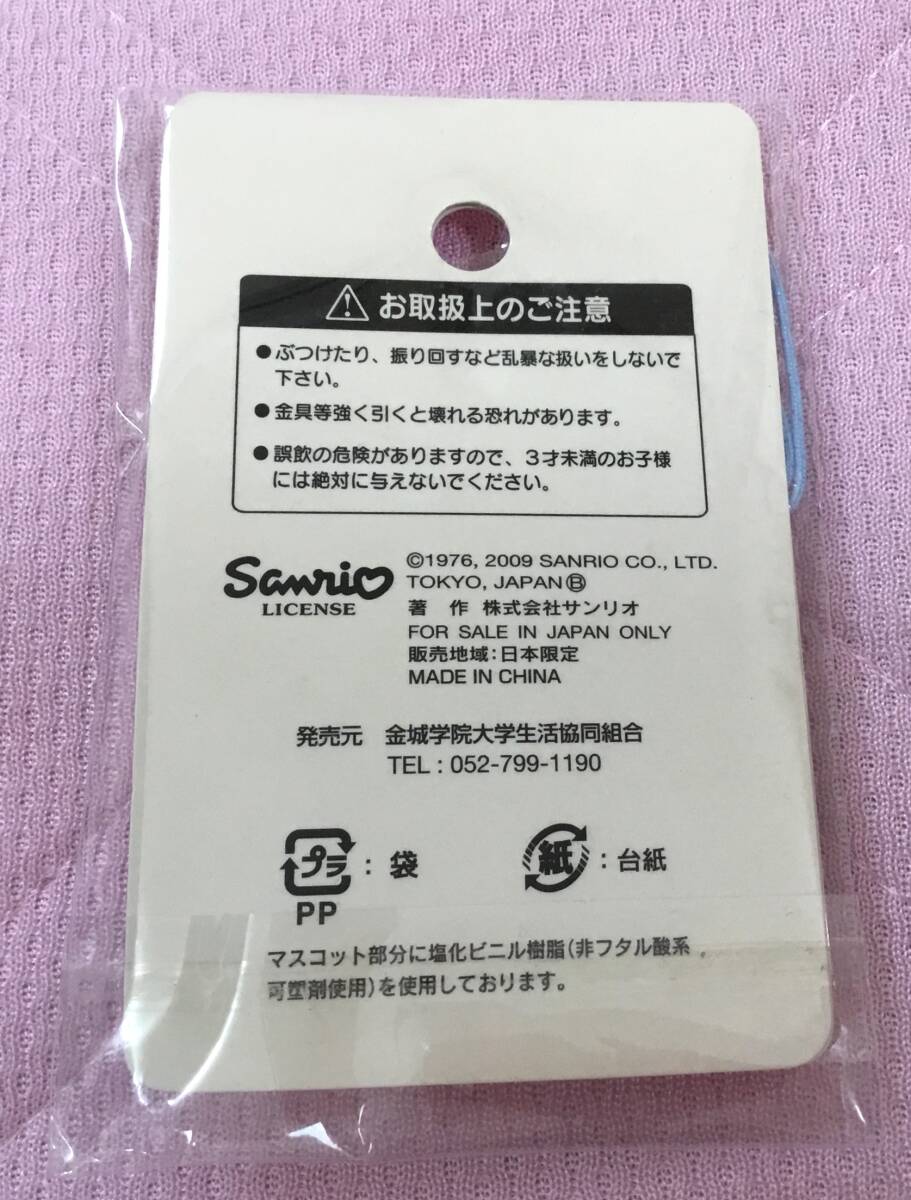 お取扱上のご注意
●ぶつけたり、振り回すなど乱暴な扱いをしないで
下さい。
●金具等強く引くと壊れる恐れがあります。
●誤飲の危険がありますので、3才未満のお子様
には絶対に与えないでください。
Sanrio
LICENSE
©1976, 2009 SANRIO CO., LTD.
TOKYO, JAPAN Ⓑ
著 作 株式会社サンリオ
FOR SALE IN JAPAN ONLY
販売地域:日本限定
MADE IN CHINA
発売元 金城学院大学生活協同組合
TEL : 052-799-1190
プラ : 袋
PP
紙 : 台紙
マスコット部分に塩化ビニル樹脂(非フタル酸系
可塑剤使用)を使用しております。